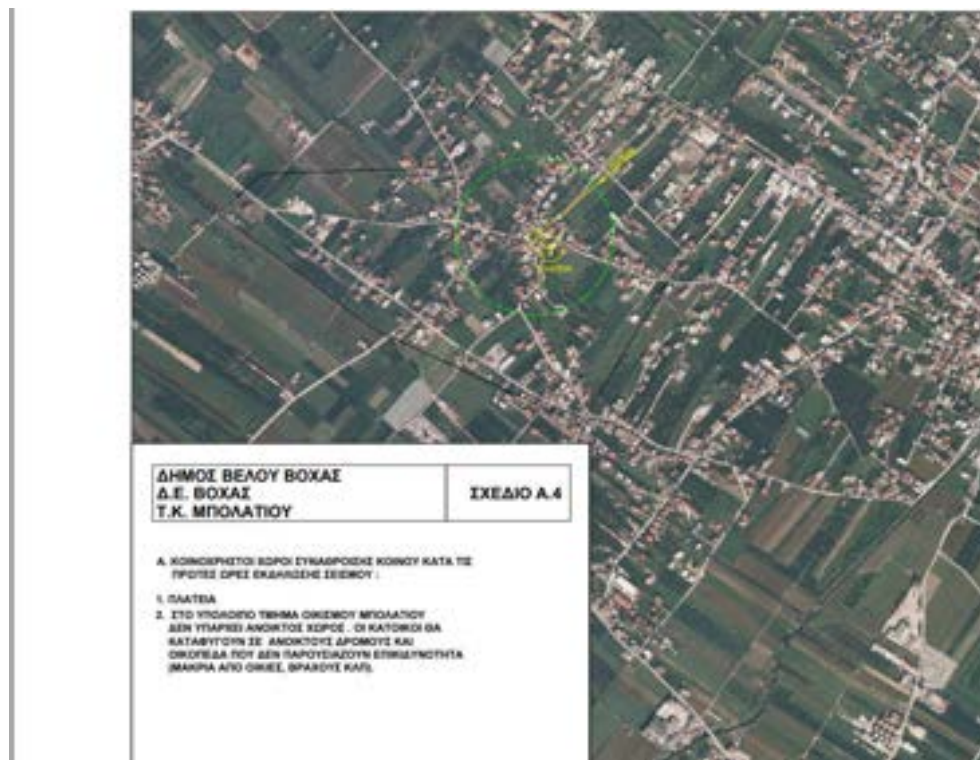 ΔΗΜΟΣ ΒΕΛΟΥ ΒΟΧΑΣ
Δ.Ε. ΒΟΧΑΣ
Τ.Κ. ΜΠΟΛΑΤΙΟΥ
ΣΧΕΔΙΟ Α.4
Α. ΚΟΙΝΟΧΡΗΣΤΟΙ ΧΩΡΟΙ ΣΥΝΑΘΡΟΙΣΗΣ ΚΟΙΝΟΥ ΚΑΤΑ ΤΙΣ
ΠΡΩΤΕΣ ΩΡΕΣ ΕΚΔΗΛΩΣΗΣ ΣΕΙΣΜΟΥ :
1. ΠΛΑΤΕΙΑ
2. ΣΤΟ ΥΠΟΛΟΙΠΟ ΤΜΗΜΑ ΟΙΚΙΣΜΟΥ ΜΠΟΛΑΤΙΟΥ
ΔΕΝ ΥΠΑΡΧΕΙ ΑΝΟΙΚΤΟΣ ΧΩΡΟΣ . ΟΙ ΚΑΤΟΙΚΟΙ ΘΑ
ΚΑΤΑΦΥΓΟΥΝ ΣΕ ΑΝΟΙΚΤΟΥΣ ΔΡΟΜΟΥΣ ΚΑΙ
ΟΙΚΟΠΕΔΑ ΠΟΥ ΔΕΝ ΠΑΡΟΥΣΙΑΖΟΥΝ ΕΠΙΚΙΔΥΝΟΤΗΤΑ
(ΜΑΚΡΙΑ ΑΠΟ ΟΙΚΙΕΣ, ΒΡΑΧΟΥΣ ΚΛΠ).